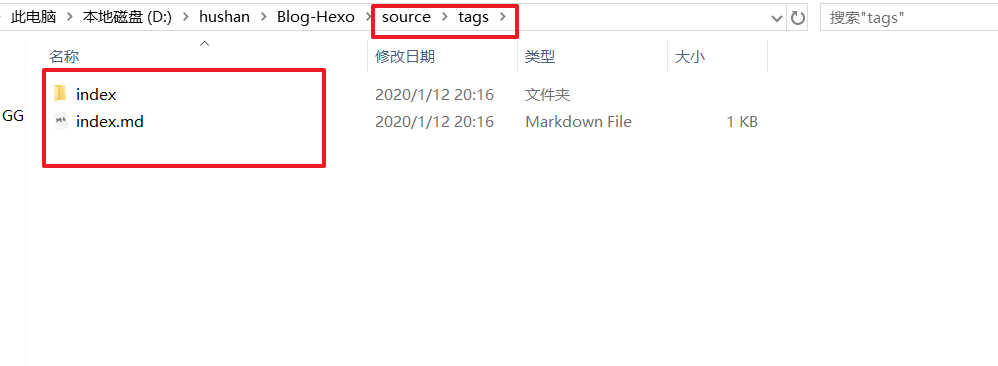 此电脑 > 本地磁盘 (D:) > hushan > Blog-Hexo > source > tags >
搜索"tags"
名称 修改日期 类型 大小
index 2020/1/12 20:16 文件夹
GG
index.md 2020/1/12 20:16 Markdown File 1 KB